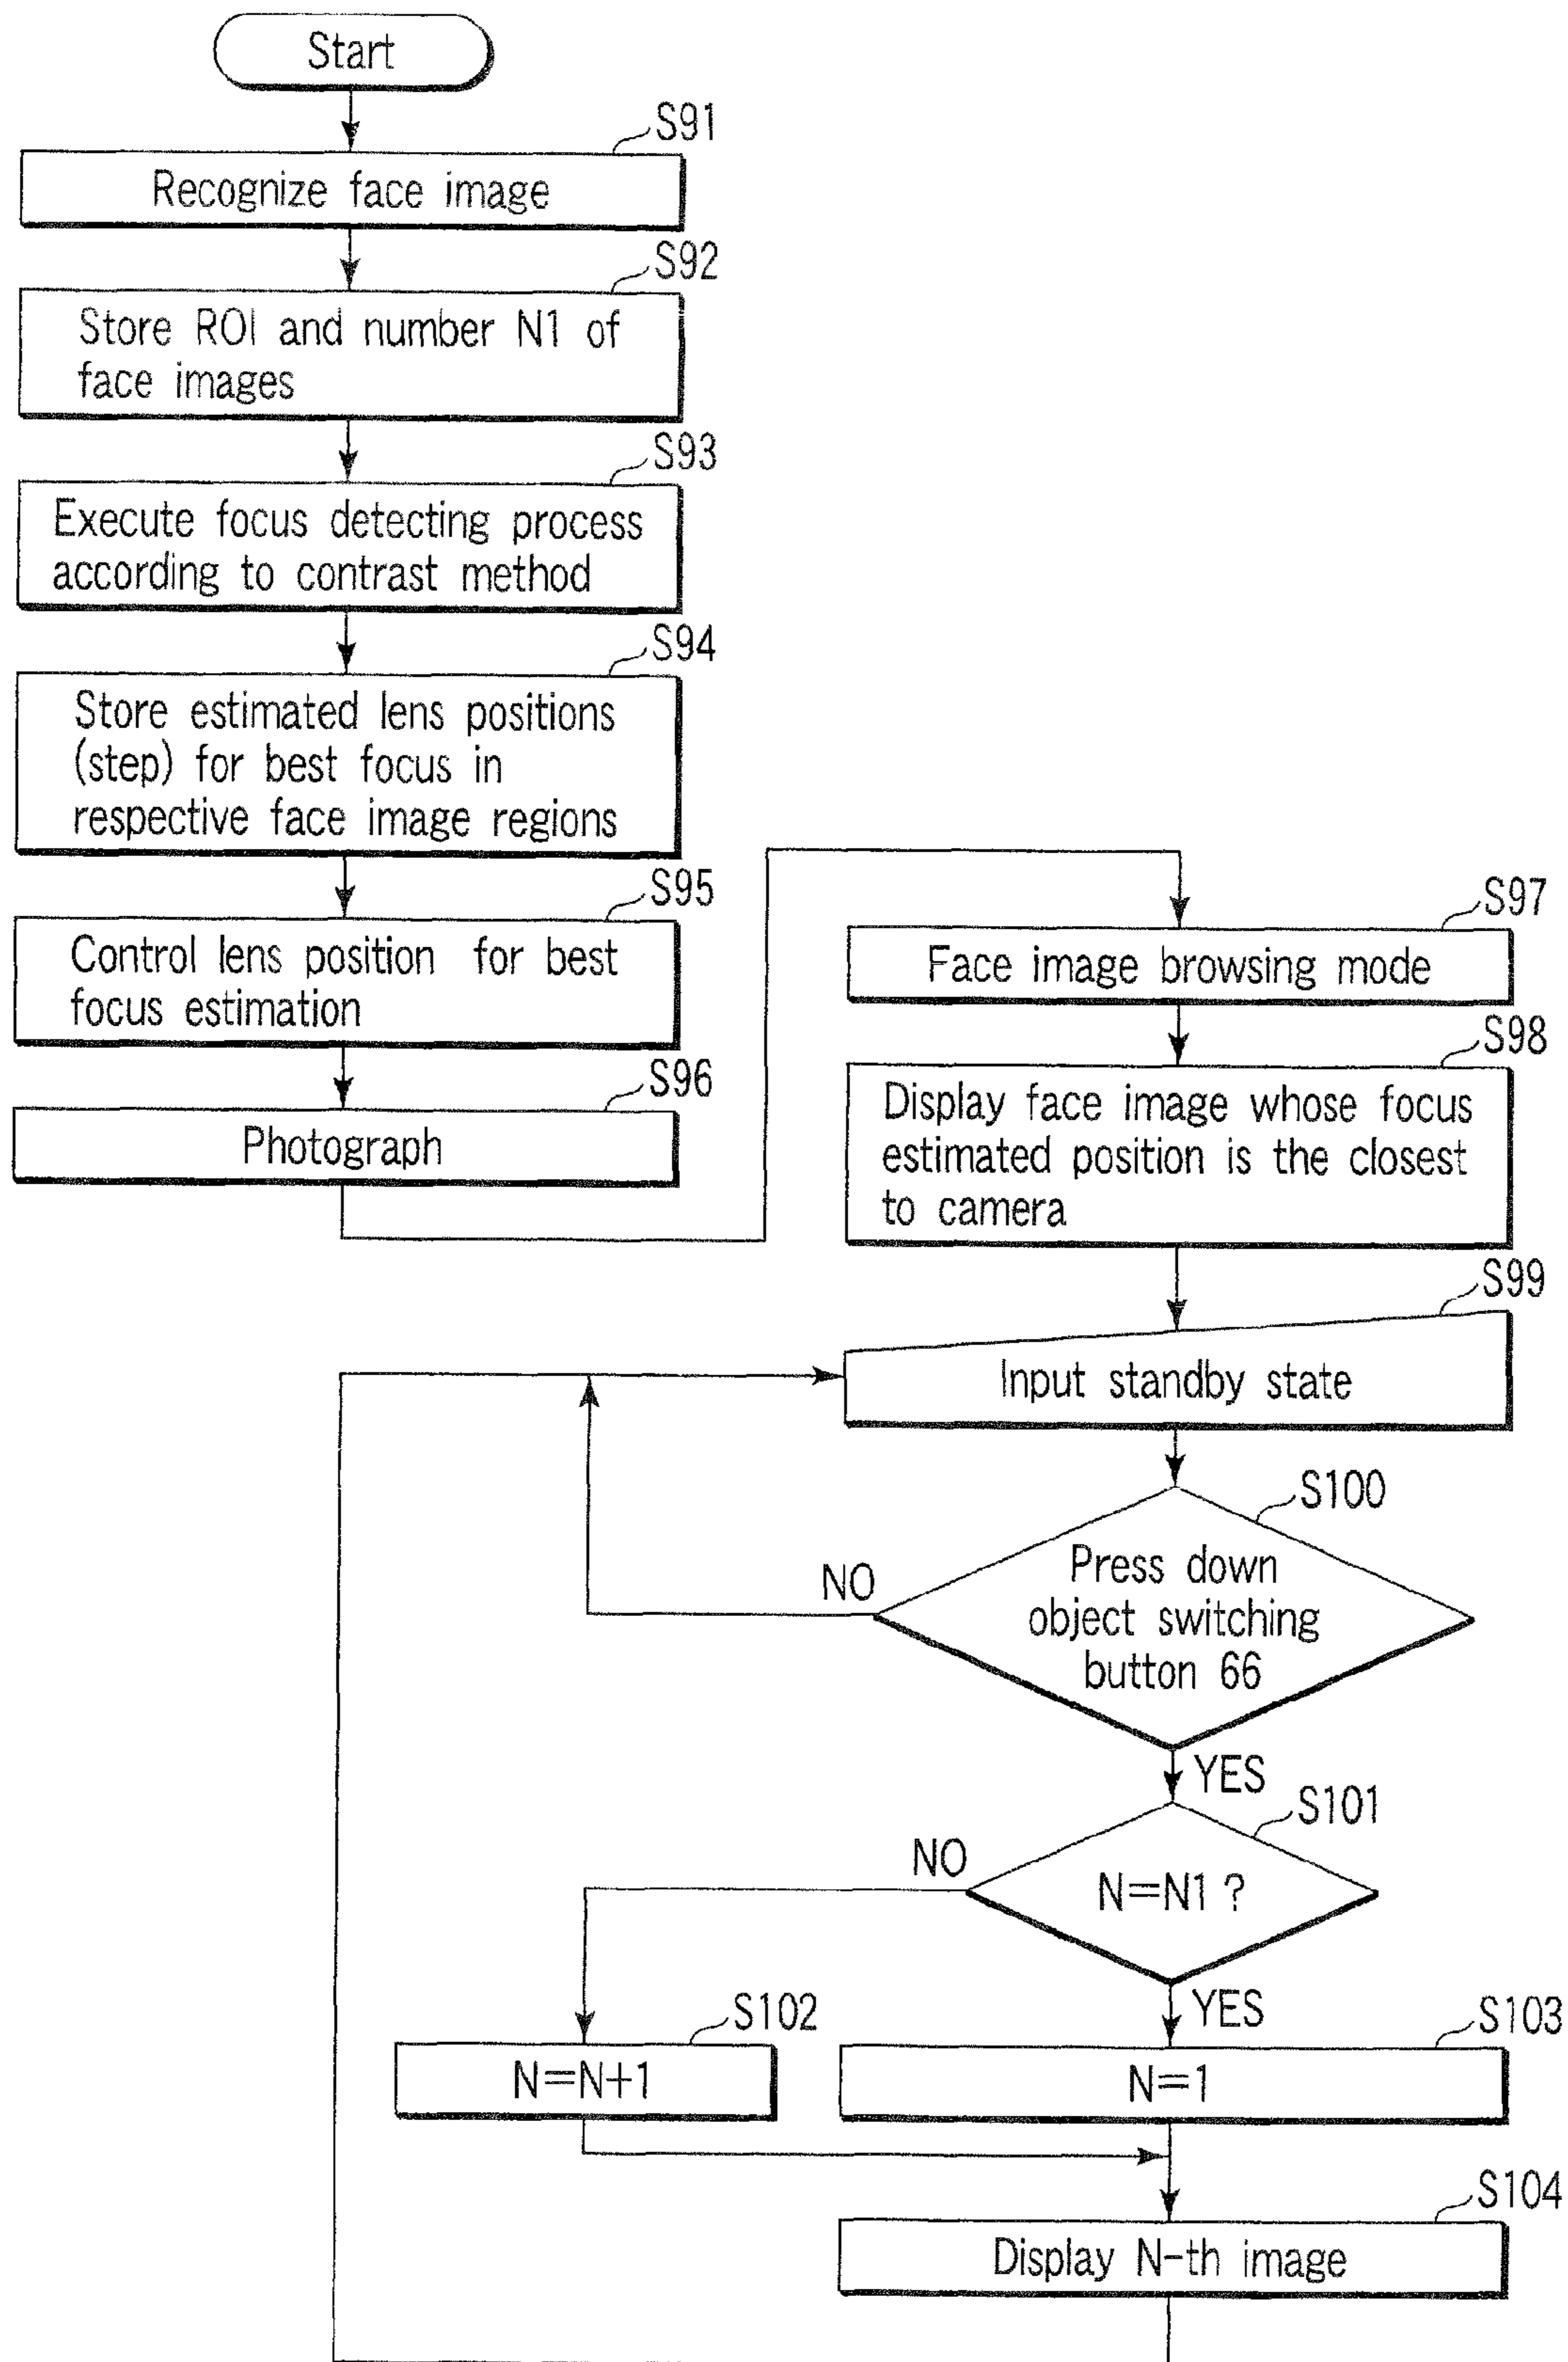 Start
S91
Recognize face image
S92
Store ROI and number N1 of
face images
S93
Execute focus detecting process
according to contrast method
S94
Store estimated lens positions
(step) for best focus in
respective face image regions
S95
Control lens position for best
focus estimation
S96
Photograph
S97
Face image browsing mode
S98
Display face image whose focus
estimated position is the closest
to camera
S99
Input standby state
S100
Press down
object switching
button 66
NO
YES
S101
N=N1 ?
NO
YES
S102
N=N+1
S103
N=1
S104
Display N-th image